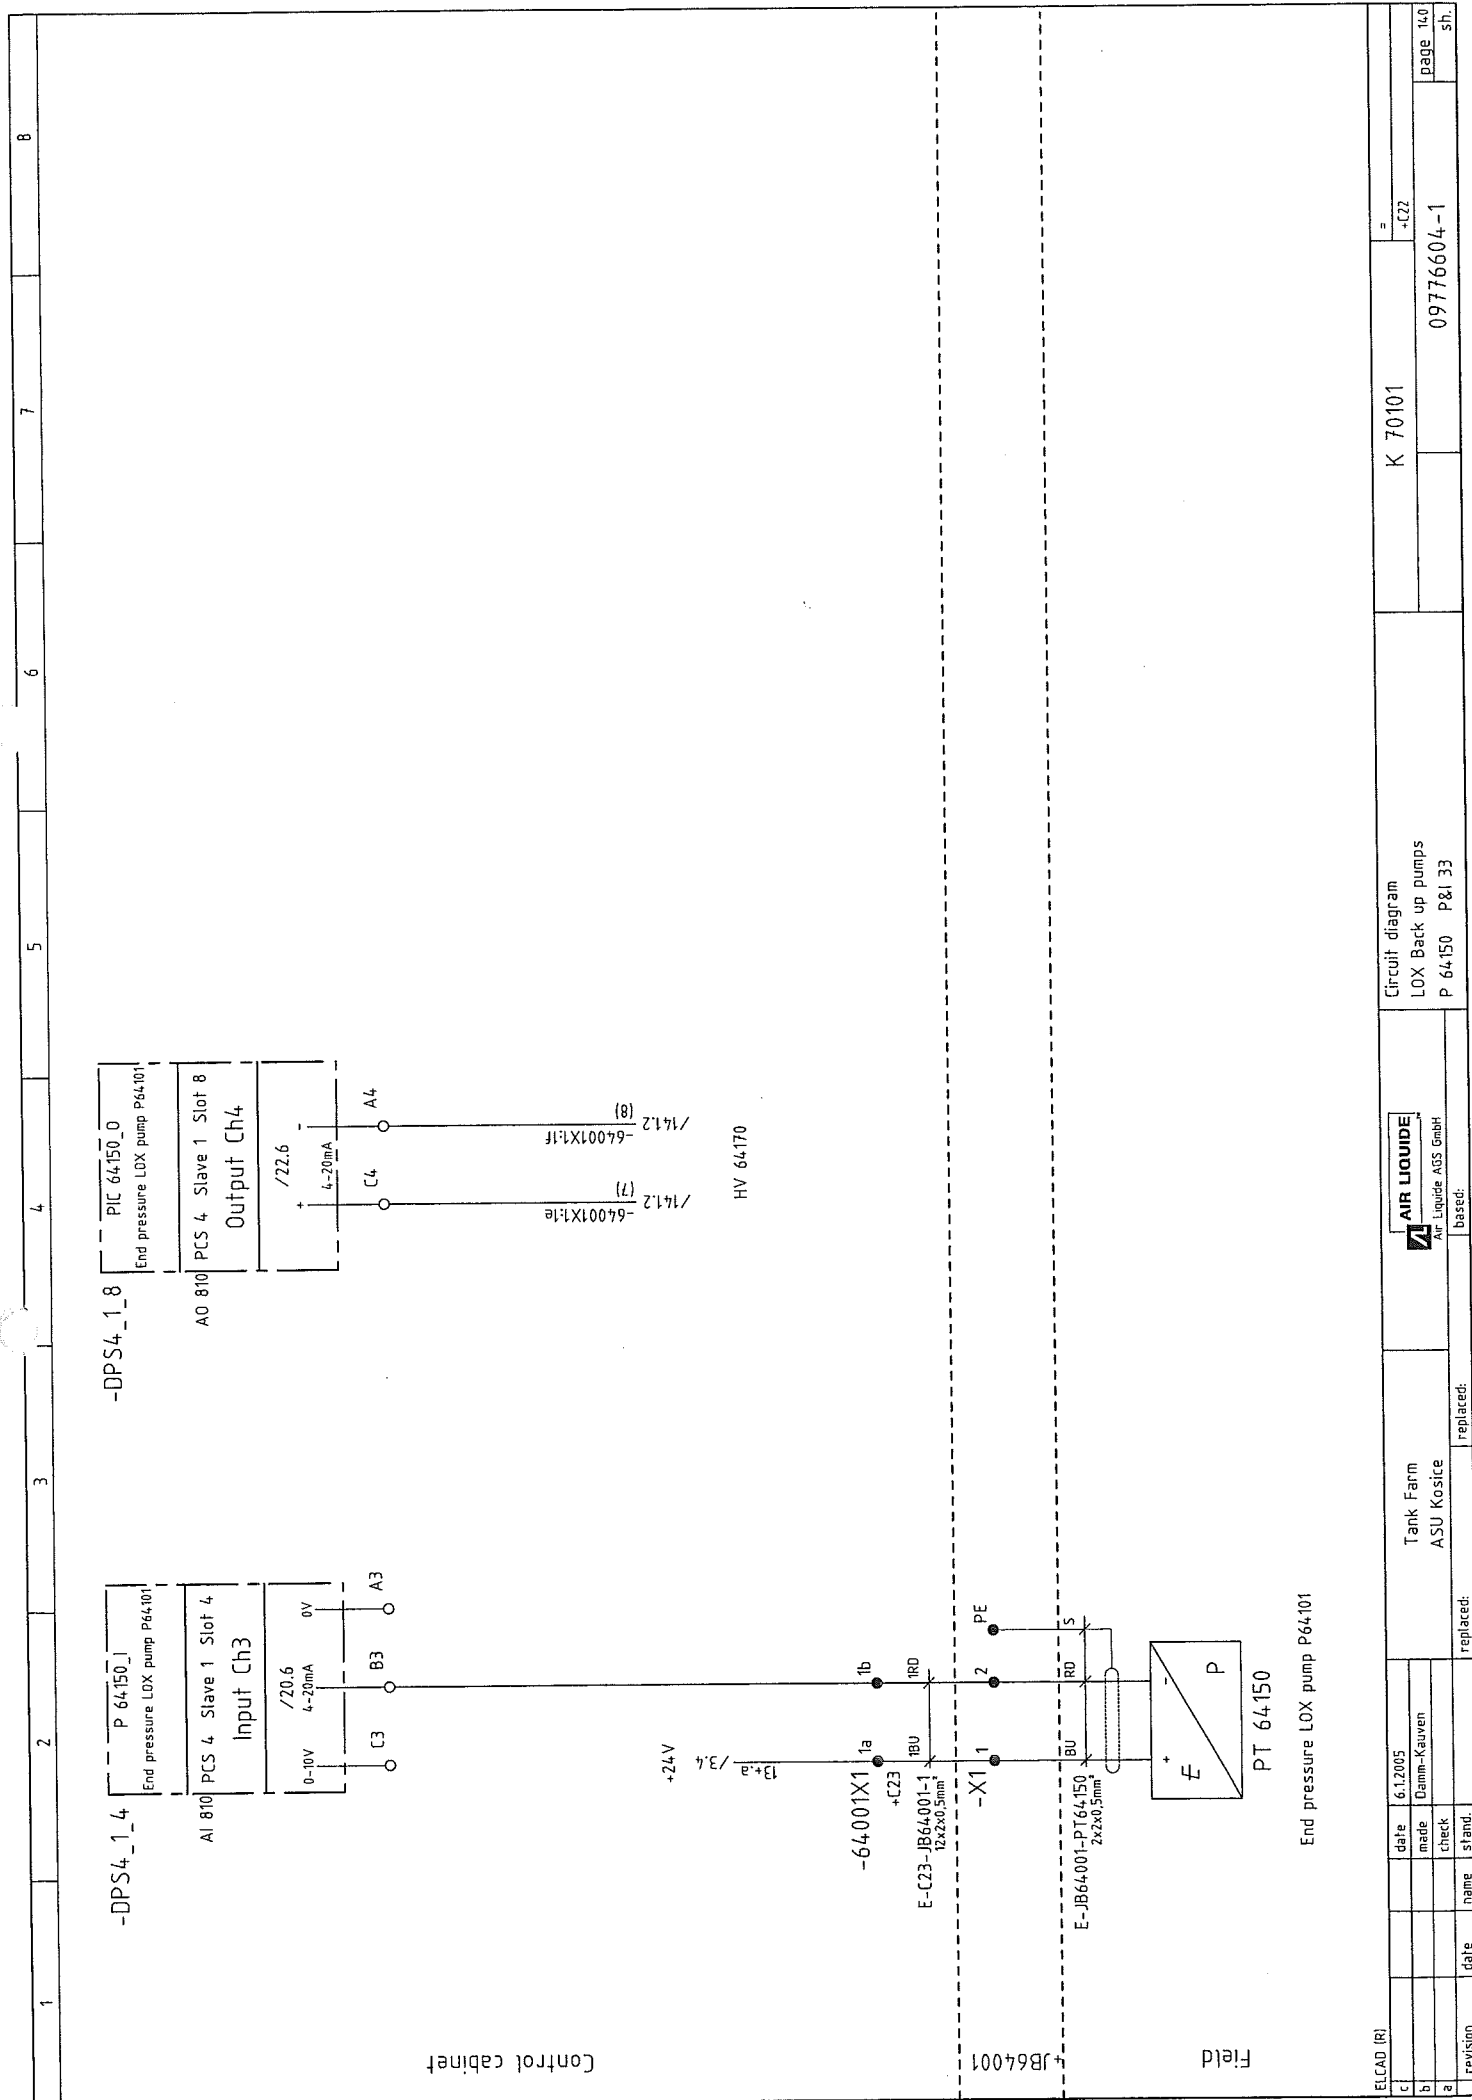 1
2
3
4
5
6
7
8
-DPS4_1_4
P 64150_I
End pressure LOX pump P64101
AI 810
PCS 4 Slave 1 Slot 4
Input Ch3
/20.6
0-10V
4-20mA
0V
C3
B3
A3
-DPS4_1_8
PIC 64150_O
End pressure LOX pump P64101
AO 810
PCS 4 Slave 1 Slot 8
Output Ch4
/22.6
+
4-20mA
-
C4
A4
-64001X1:1e
(7)
/141.2
-64001X1:1f
(8)
/141.2
HV 64170
Control cabinet
+24V
13+.a
/3.4
-64001X1
1a
1b
+C23
E-C23-JB64001-1
12x2x0,5mm²
1BU
1RD
+JB64001
-X1
1
2
PE
E-JB64001-PT64150
2x2x0,5mm²
BU
RD
S
Field
+
-
E
P
PT 64150
End pressure LOX pump P64101
ELCAD (R)
c
b
a
revision
date
name
date
6.1.2005
made
Damm-Kauven
check
stand.
Tank Farm
ASU Kosice
replaced:
replaced:
AIR LIQUIDE
Air Liquide AGS GmbH
based:
Circuit diagram
LOX Back up pumps
P 64150 P&I 33
K 70101
=
+C22
09776604-1
page 140
sh.